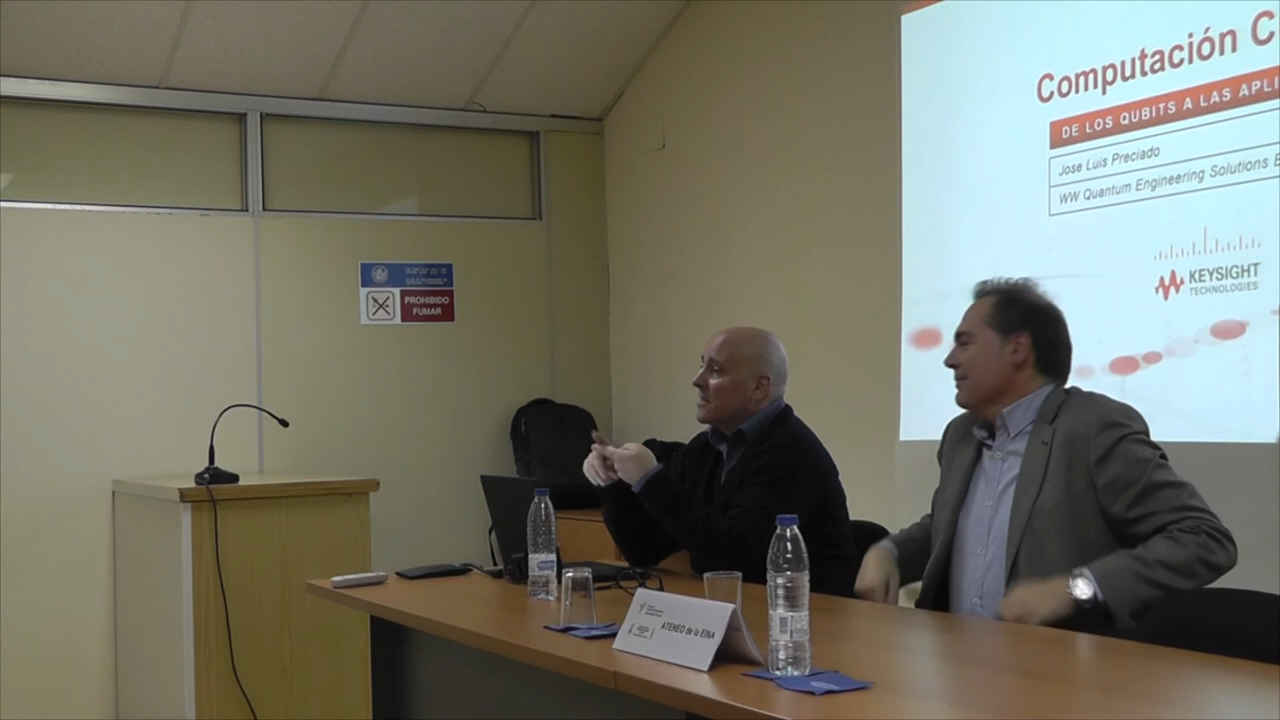 Computación C
DE LOS QUBITS A LAS APLI
Jose Luis Preciado
WW Quantum Engineering Solutions
KEYSIGHT
TECHNOLOGIES
PROHIBIDO
FUMAR
ATENEO de la EINA